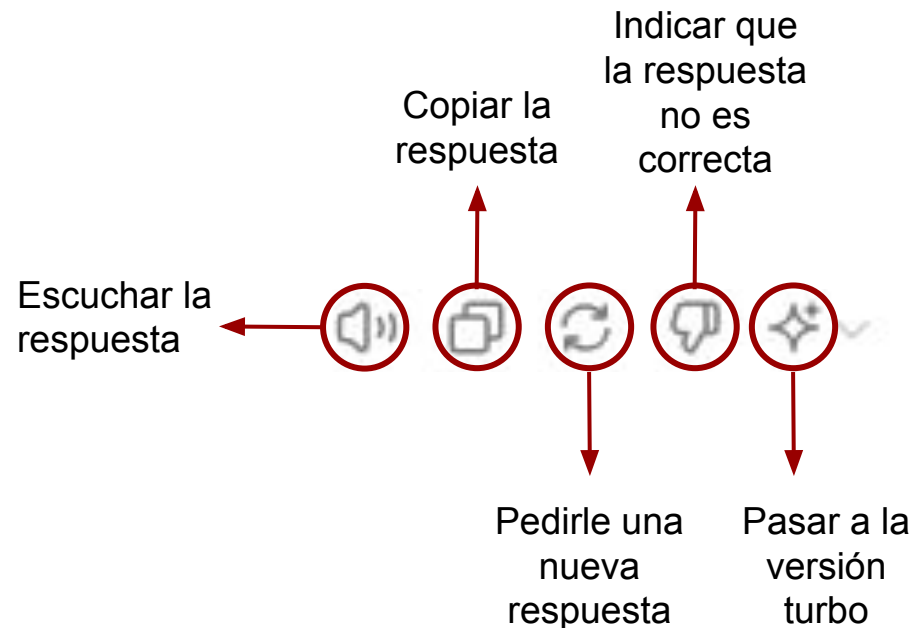 Indicar que
la respuesta
no es
correcta
Copiar la
respuesta
Escuchar la
respuesta
Pedirle una
nueva
respuesta
Pasar a la
versión
turbo